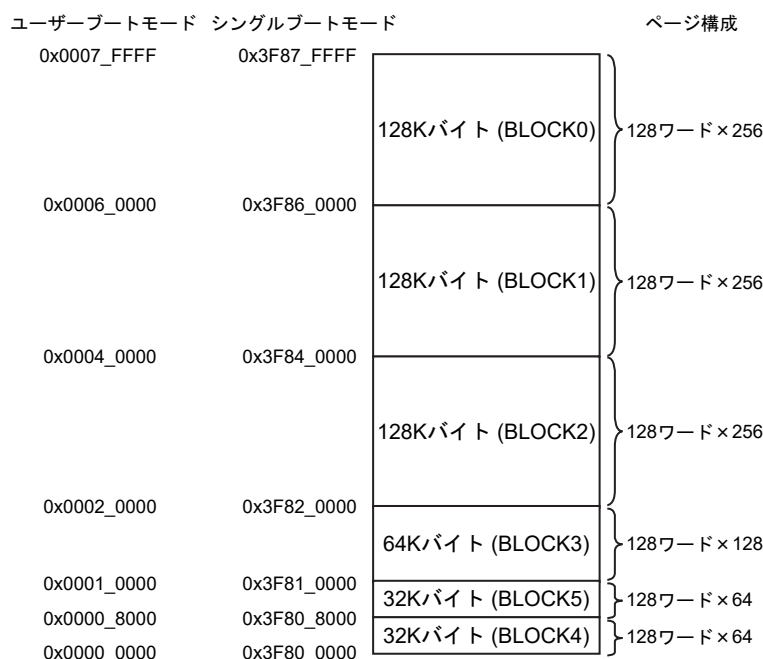 ユーザーブートモード シングルブートモード ページ構成
0x0007_FFFF 0x3F87_FFFF
128Kバイト (BLOCK0) 128ワード×256
0x0006_0000 0x3F86_0000
128Kバイト (BLOCK1) 128ワード×256
0x0004_0000 0x3F84_0000
128Kバイト (BLOCK2) 128ワード×256
0x0002_0000 0x3F82_0000
64Kバイト (BLOCK3) 128ワード×128
0x0001_0000 0x3F81_0000
32Kバイト (BLOCK5) 128ワード×64
0x0000_8000 0x3F80_8000
32Kバイト (BLOCK4) 128ワード×64
0x0000_0000 0x3F80_0000